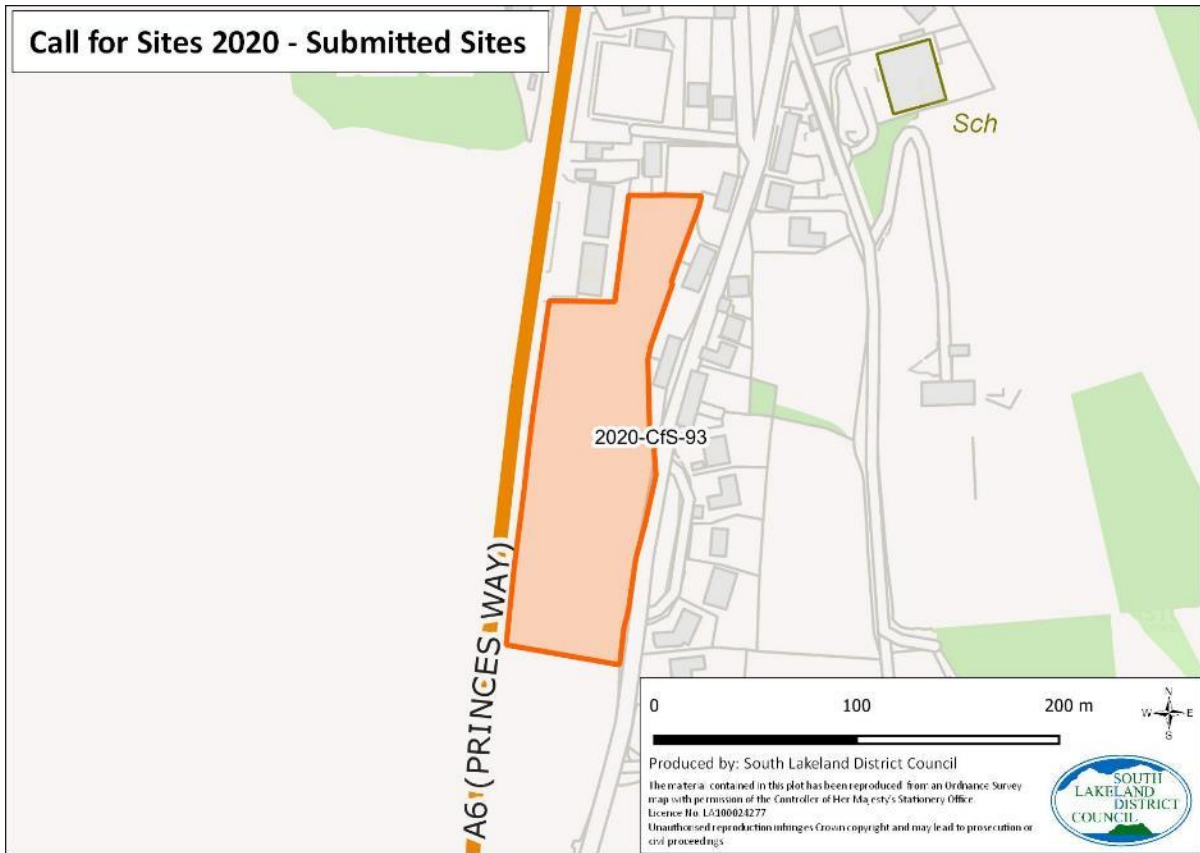 Call for Sites 2020 - Submitted Sites
Sch
2020-CfS-93
A6 (PRINCES WAY)
0 100 200 m
N
W E
S
Produced by: South Lakeland District Council
The material contained in this plot has been reproduced from an Ordnance Survey
map with permission of the Controller of Her Majesty's Stationery Office
Licence No. LA100024277
Unauthorised reproduction infringes Crown copyright and may lead to prosecution or
civil proceedings
SOUTH
LAKELAND
DISTRICT
COUNCIL